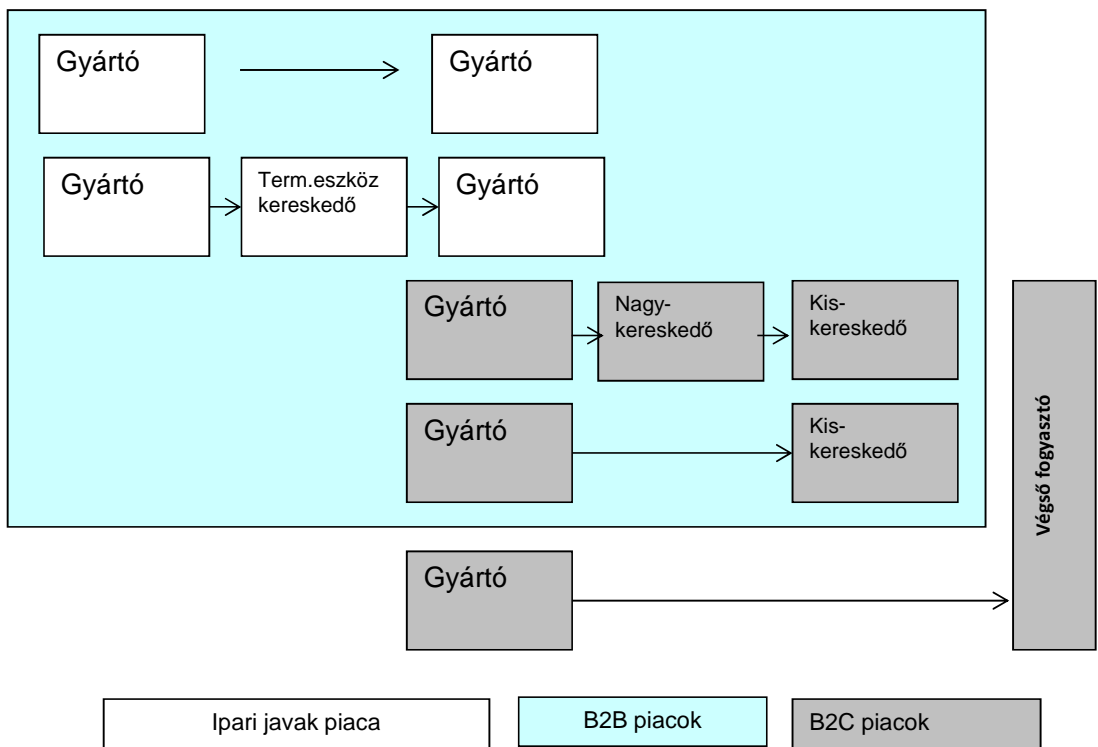 Gyártó
Gyártó
Gyártó
Term.eszköz
kereskedő
Gyártó
Gyártó
Nagy-
kereskedő
Kis-
kereskedő
Gyártó
Kis-
kereskedő
Végső fogyasztó
Gyártó
Ipari javak piaca
B2B piacok
B2C piacok